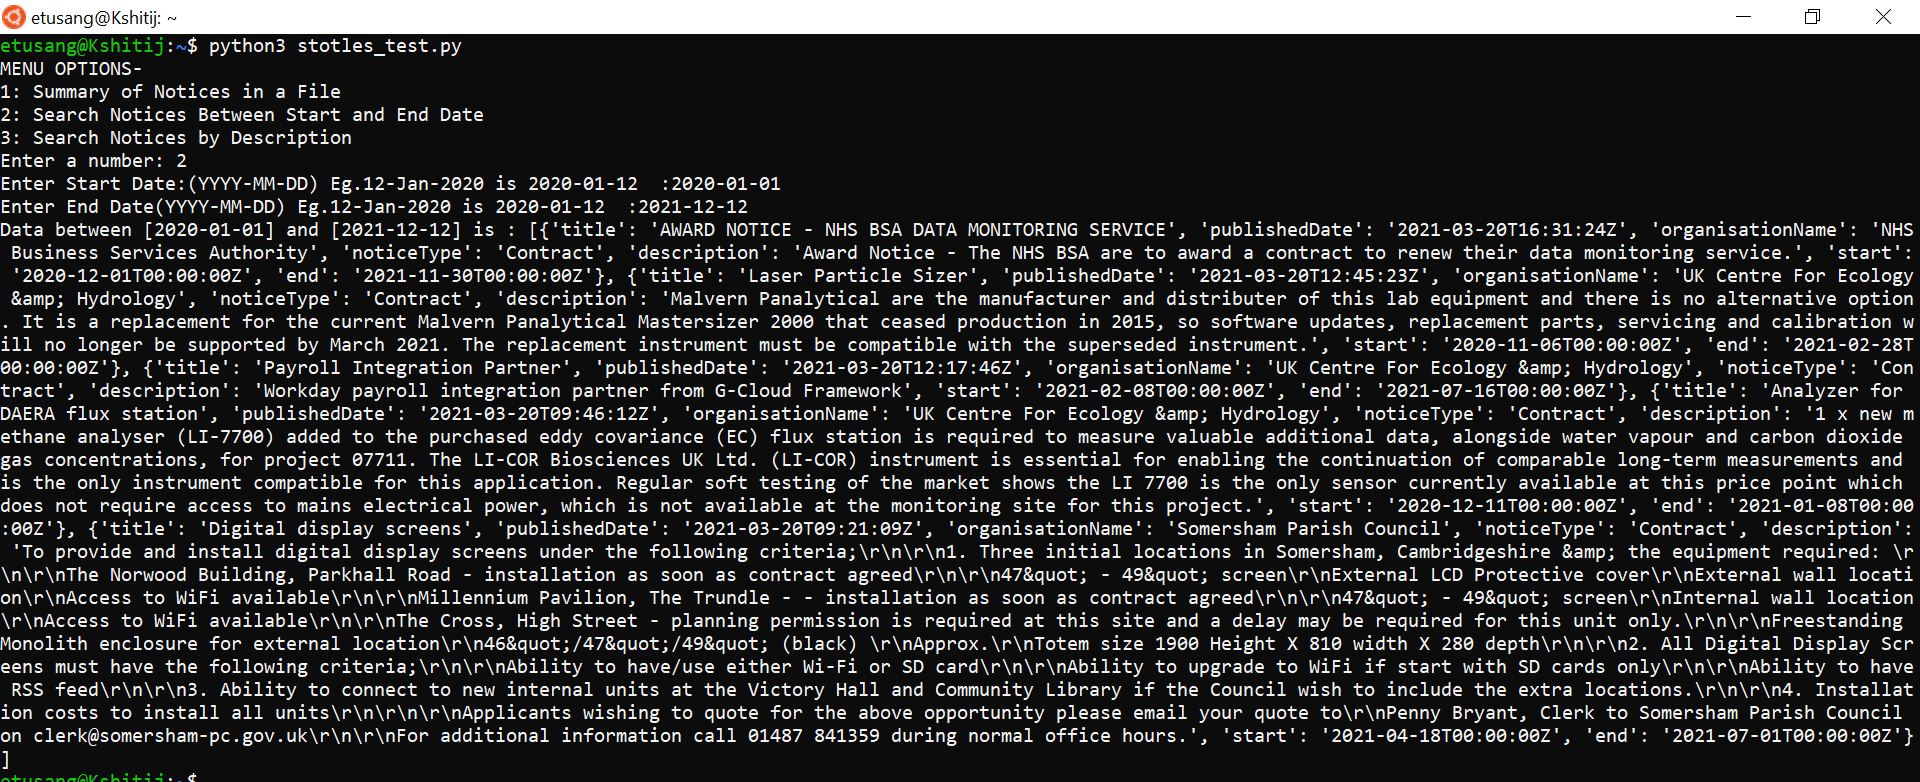 etusang@Kshitij: ~
etusang@Kshitij:~$ python3 stotles_test.py
MENU OPTIONS-
1: Summary of Notices in a File
2: Search Notices Between Start and End Date
3: Search Notices by Description
Enter a number: 2
Enter Start Date:(YYYY-MM-DD) Eg.12-Jan-2020 is 2020-01-12  :2020-01-01
Enter End Date(YYYY-MM-DD) Eg.12-Jan-2020 is 2020-01-12  :2021-12-12
Data between [2020-01-01] and [2021-12-12] is : [{'title': 'AWARD NOTICE - NHS BSA DATA MONITORING SERVICE', 'publishedDate': '2021-03-20T16:31:24Z', 'organisationName': 'NHS
 Business Services Authority', 'noticeType': 'Contract', 'description': 'Award Notice - The NHS BSA are to award a contract to renew their data monitoring service.', 'start':
 '2020-12-01T00:00:00Z', 'end': '2021-11-30T00:00:00Z'}, {'title': 'Laser Particle Sizer', 'publishedDate': '2021-03-20T12:45:23Z', 'organisationName': 'UK Centre For Ecology
 &amp; Hydrology', 'noticeType': 'Contract', 'description': 'Malvern Panalytical are the manufacturer and distributer of this lab equipment and there is no alternative option
. It is a replacement for the current Malvern Panalytical Mastersizer 2000 that ceased production in 2015, so software updates, replacement parts, servicing and calibration w
ill no longer be supported by March 2021. The replacement instrument must be compatible with the superseded instrument.', 'start': '2020-11-06T00:00:00Z', 'end': '2021-02-28T
00:00:00Z'}, {'title': 'Payroll Integration Partner', 'publishedDate': '2021-03-20T12:17:46Z', 'organisationName': 'UK Centre For Ecology &amp; Hydrology', 'noticeType': 'Con
tract', 'description': 'Workday payroll integration partner from G-Cloud Framework', 'start': '2021-02-08T00:00:00Z', 'end': '2021-07-16T00:00:00Z'}, {'title': 'Analyzer for
DAERA flux station', 'publishedDate': '2021-03-20T09:46:12Z', 'organisationName': 'UK Centre For Ecology &amp; Hydrology', 'noticeType': 'Contract', 'description': '1 x new m
ethane analyser (LI-7700) added to the purchased eddy covariance (EC) flux station is required to measure valuable additional data, alongside water vapour and carbon dioxide
gas concentrations, for project 07711. The LI-COR Biosciences UK Ltd. (LI-COR) instrument is essential for enabling the continuation of comparable long-term measurements and
is the only instrument compatible for this application. Regular soft testing of the market shows the LI 7700 is the only sensor currently available at this price point which
does not require access to mains electrical power, which is not available at the monitoring site for this project.', 'start': '2020-12-11T00:00:00Z', 'end': '2021-01-08T00:00
:00Z'}, {'title': 'Digital display screens', 'publishedDate': '2021-03-20T09:21:09Z', 'organisationName': 'Somersham Parish Council', 'noticeType': 'Contract', 'description':
 'To provide and install digital display screens under the following criteria;\r\n\r\n1. Three initial locations in Somersham, Cambridgeshire &amp; the equipment required: \r
\n\r\nThe Norwood Building, Parkhall Road - installation as soon as contract agreed\r\n\r\n47&quot; - 49&quot; screen\r\nExternal LCD Protective cover\r\nExternal wall locati
on\r\nAccess to WiFi available\r\n\r\nMillennium Pavilion, The Trundle - - installation as soon as contract agreed\r\n\r\n47&quot; - 49&quot; screen\r\nInternal wall location
\r\nAccess to WiFi available\r\n\r\nThe Cross, High Street - planning permission is required at this site and a delay may be required for this unit only.\r\n\r\nFreestanding
Monolith enclosure for external location\r\n46&quot;/47&quot;/49&quot; (black) \r\nApprox.\r\nTotem size 1900 Height X 810 width X 280 depth\r\n\r\n2. All Digital Display Scr
eens must have the following criteria;\r\n\r\nAbility to have/use either Wi-Fi or SD card\r\n\r\nAbility to upgrade to WiFi if start with SD cards only\r\n\r\nAbility to have
 RSS feed\r\n\r\n3. Ability to connect to new internal units at the Victory Hall and Community Library if the Council wish to include the extra locations.\r\n\r\n4. Installat
ion costs to install all units\r\n\r\n\r\nApplicants wishing to quote for the above opportunity please email your quote to\r\nPenny Bryant, Clerk to Somersham Parish Council
on clerk@somersham-pc.gov.uk\r\n\r\nFor additional information call 01487 841359 during normal office hours.', 'start': '2021-04-18T00:00:00Z', 'end': '2021-07-01T00:00:00Z'}
]
etusang@Kshitij:~$